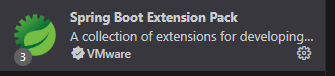 Spring Boot Extension Pack
A collection of extensions for developing...
VMware
3